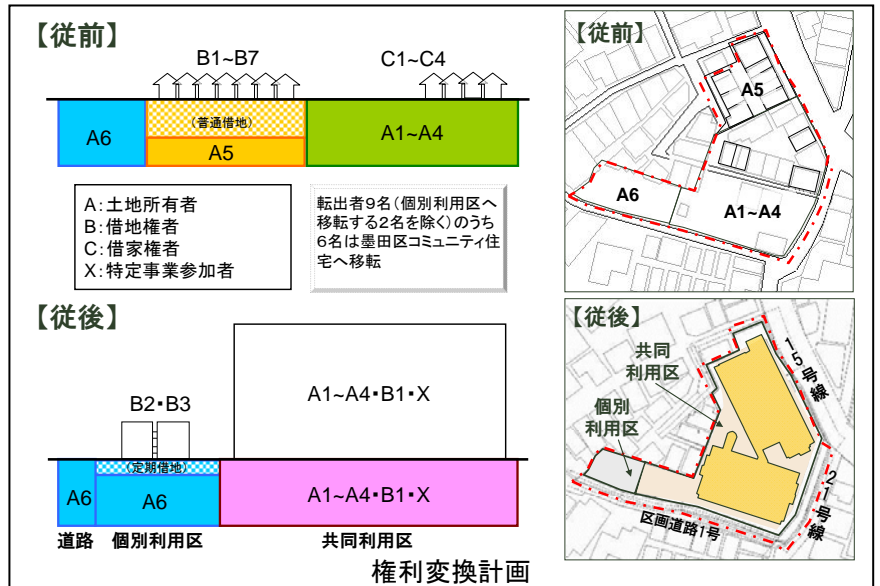 【従前】
B1~B7
C1~C4
A6
(普通借地)
A5
A1~A4
A:土地所有者
B:借地権者
C:借家権者
X:特定事業参加者
転出者9名(個別利用区へ
移転する2名を除く)のうち
6名は墨田区コミュニティ住
宅へ移転
【従後】
B2・B3
A1~A4・B1・X
(定期借地)
A6
A6
A1~A4・B1・X
道路
個別利用区
共同利用区
【従前】
A5
A6
A1~A4
【従後】
共同
利用区
個別
利用区
15号線
21号線
区画道路1号
権利変換計画